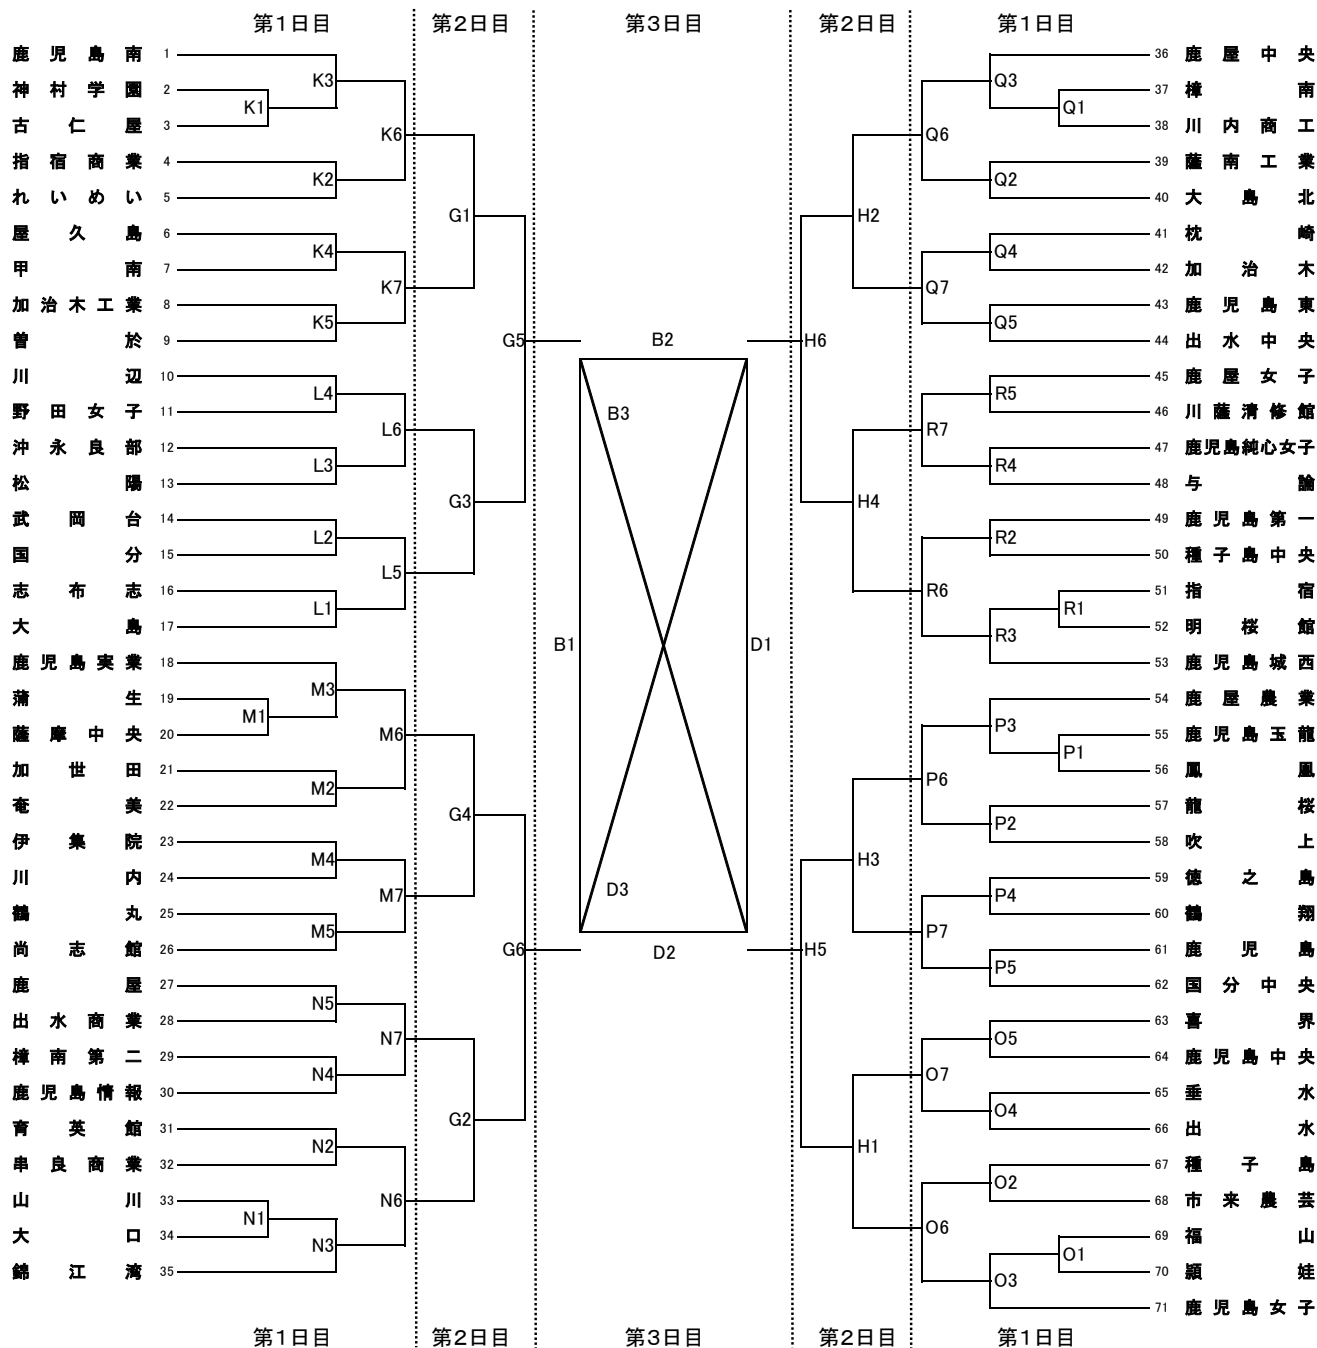 第1日目 第2日目 第3日目 第2日目 第1日目
鹿児島南 1
神村学園 2
古仁屋 3
指宿商業 4
れいめい 5
屋久島 6
甲南 7
加治木工業 8
曽於 9
川辺 10
野田女子 11
沖永良部 12
松陽 13
武岡台 14
国分 15
志布志 16
大島 17
鹿児島実業 18
蒲生 19
薩摩中央 20
加世田 21
奄美 22
伊集院 23
川内 24
鶴丸 25
尚志館 26
鹿屋 27
出水商業 28
樟南第二 29
鹿児島情報 30
育英館 31
串良商業 32
山川 33
大口 34
錦江湾 35
K1
K3
K2
K4
K5
K6
K7
L4
L3
L2
L1
L6
L5
M1
M3
M2
M4
M5
M6
M7
N5
N4
N2
N1
N3
N7
N6
G1
G3
G4
G2
G5
G6
B2
B3
B1
D1
D3
D2
H6
H5
H2
H4
H3
H1
Q6
Q7
R7
R6
P6
P7
O7
O6
Q3
Q1
Q2
Q4
Q5
R5
R4
R2
R1
R3
P3
P1
P2
P4
P5
O5
O4
O2
O1
O3
36 鹿屋中央
37 樟南
38 川内商工
39 薩南工業
40 大島北
41 枕崎
42 加治木
43 鹿児島東
44 出水中央
45 鹿屋女子
46 川薩清修館
47 鹿児島純心女子
48 与論
49 鹿児島第一
50 種子島中央
51 指宿
52 明桜館
53 鹿児島城西
54 鹿屋農業
55 鹿児島玉龍
56 鳳凰
57 龍桜
58 吹上
59 徳之島
60 鶴翔
61 鹿児島
62 国分中央
63 喜界
64 鹿児島中央
65 垂水
66 出水
67 種子島
68 市来農芸
69 福山
70 頴娃
71 鹿児島女子
第1日目 第2日目 第3日目 第2日目 第1日目